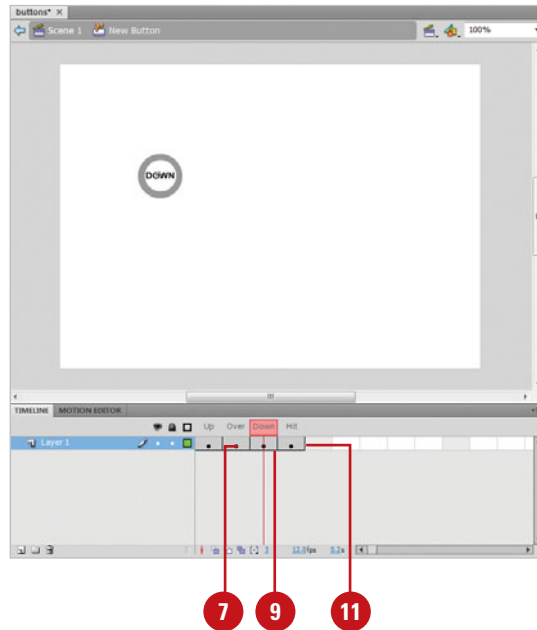 buttons* X
Scene 1 New Button 100%
DOWN
TIMELINE MOTION EDITOR
Up Over Down Hit
Layer 1
3 12.0fps 0.2s
7 9 11